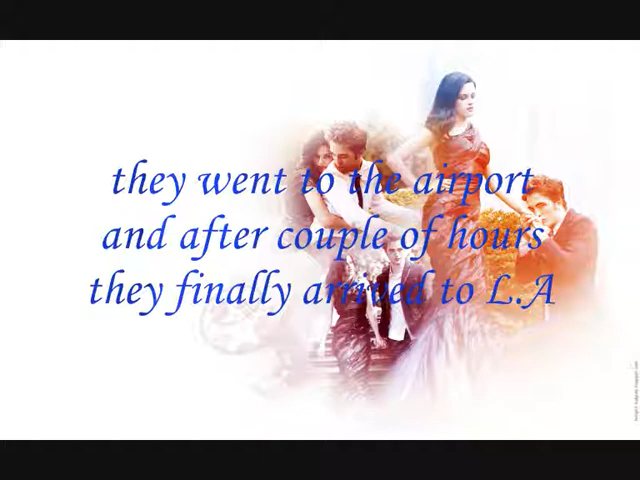 they went to the airport
and after couple of hours
they finally arrived to L.A